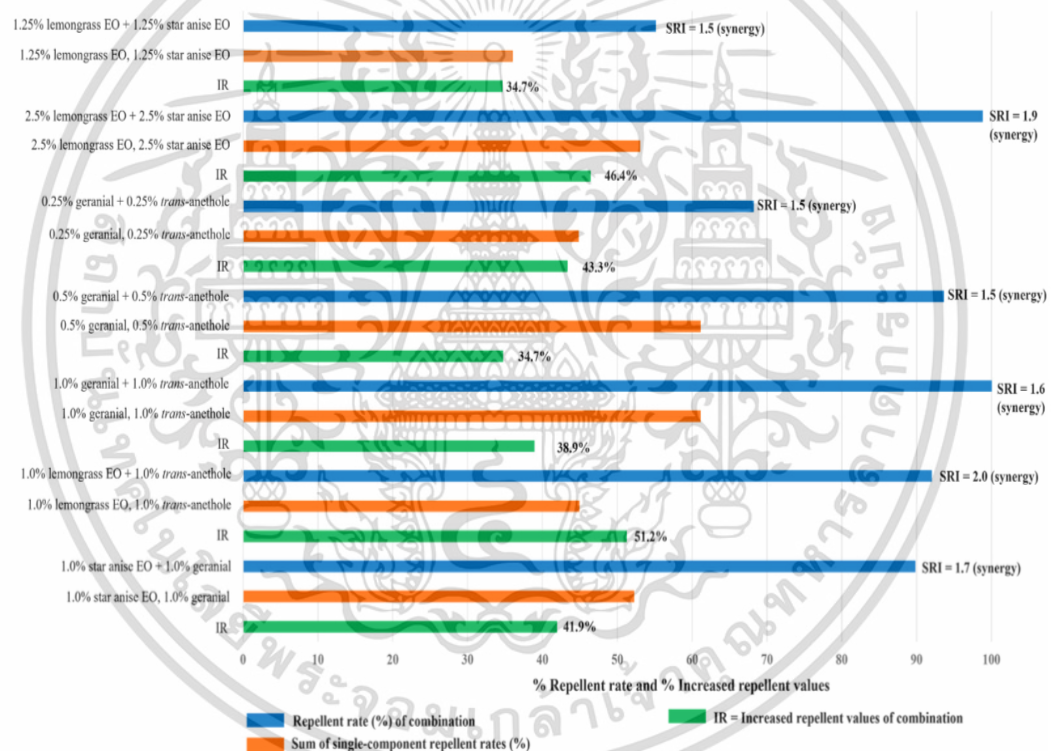 1.25% lemongrass EO + 1.25% star anise EO
SRI = 1.5 (synergy)
1.25% lemongrass EO, 1.25% star anise EO
IR
34.7%
2.5% lemongrass EO + 2.5% star anise EO
SRI = 1.9
(synergy)
2.5% lemongrass EO, 2.5% star anise EO
IR
46.4%
0.25% geranial + 0.25% trans-anethole
SRI = 1.5 (synergy)
0.25% geranial, 0.25% trans-anethole
IR
43.3%
0.5% geranial + 0.5% trans-anethole
SRI = 1.5 (synergy)
0.5% geranial, 0.5% trans-anethole
IR
34.7%
1.0% geranial + 1.0% trans-anethole
SRI = 1.6
(synergy)
1.0% geranial, 1.0% trans-anethole
IR
38.9%
1.0% lemongrass EO + 1.0% trans-anethole
SRI = 2.0 (synergy)
1.0% lemongrass EO, 1.0% trans-anethole
IR
51.2%
1.0% star anise EO + 1.0% geranial
SRI = 1.7 (synergy)
1.0% star anise EO, 1.0% geranial
IR
41.9%
0 10 20 30 40 50 60 70 80 90 100
% Repellent rate and % Increased repellent values
Repellent rate (%) of combination
IR = Increased repellent values of combination
Sum of single-component repellent rates (%)